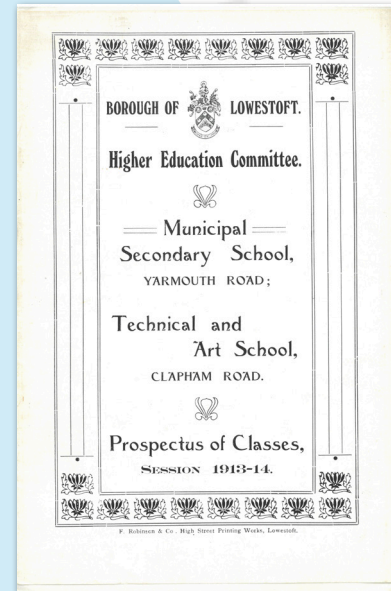 BOROUGH OF LOWESTOFT.
Higher Education Committee.
Municipal
Secondary School,
YARMOUTH ROAD;
Technical and
Art School,
CLAPHAM ROAD.
Prospectus of Classes,
SESSION 1913-14.
F. Robinson & Co. High Street Printing Works, Lowestoft.